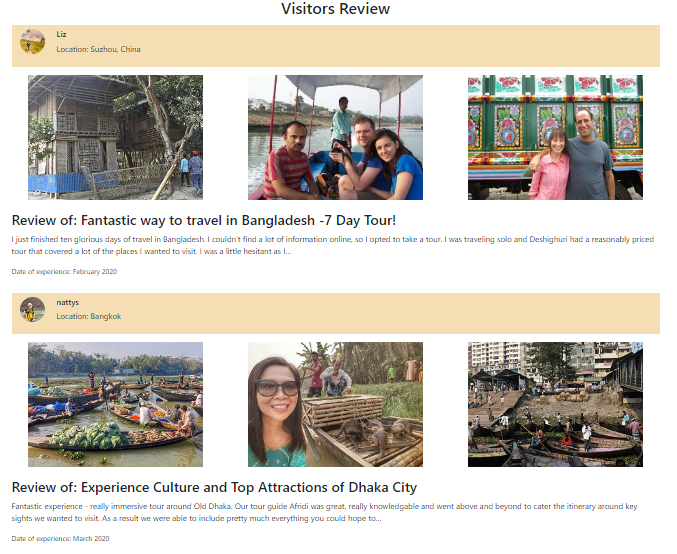 Visitors Review
Liz
Location: Suzhou, China
Review of: Fantastic way to travel in Bangladesh -7 Day Tour!
I just finished ten glorious days of travel in Bangladesh. I couldn't find a lot of information online, so I opted to take a tour. I was traveling solo and Deshighuri had a reasonably priced
tour that covered a lot of the places I wanted to visit. I was a little hesitant as I...
Date of experience: February 2020
nattys
Location: Bangkok
Review of: Experience Culture and Top Attractions of Dhaka City
Fantastic experience - really immersive tour around Old Dhaka. Our tour guide Afridi was great, really knowledgable and went above and beyond to cater the itinerary around key
sights we wanted to visit. As a result we were able to include pretty much everything you could hope to...
Date of experience: March 2020